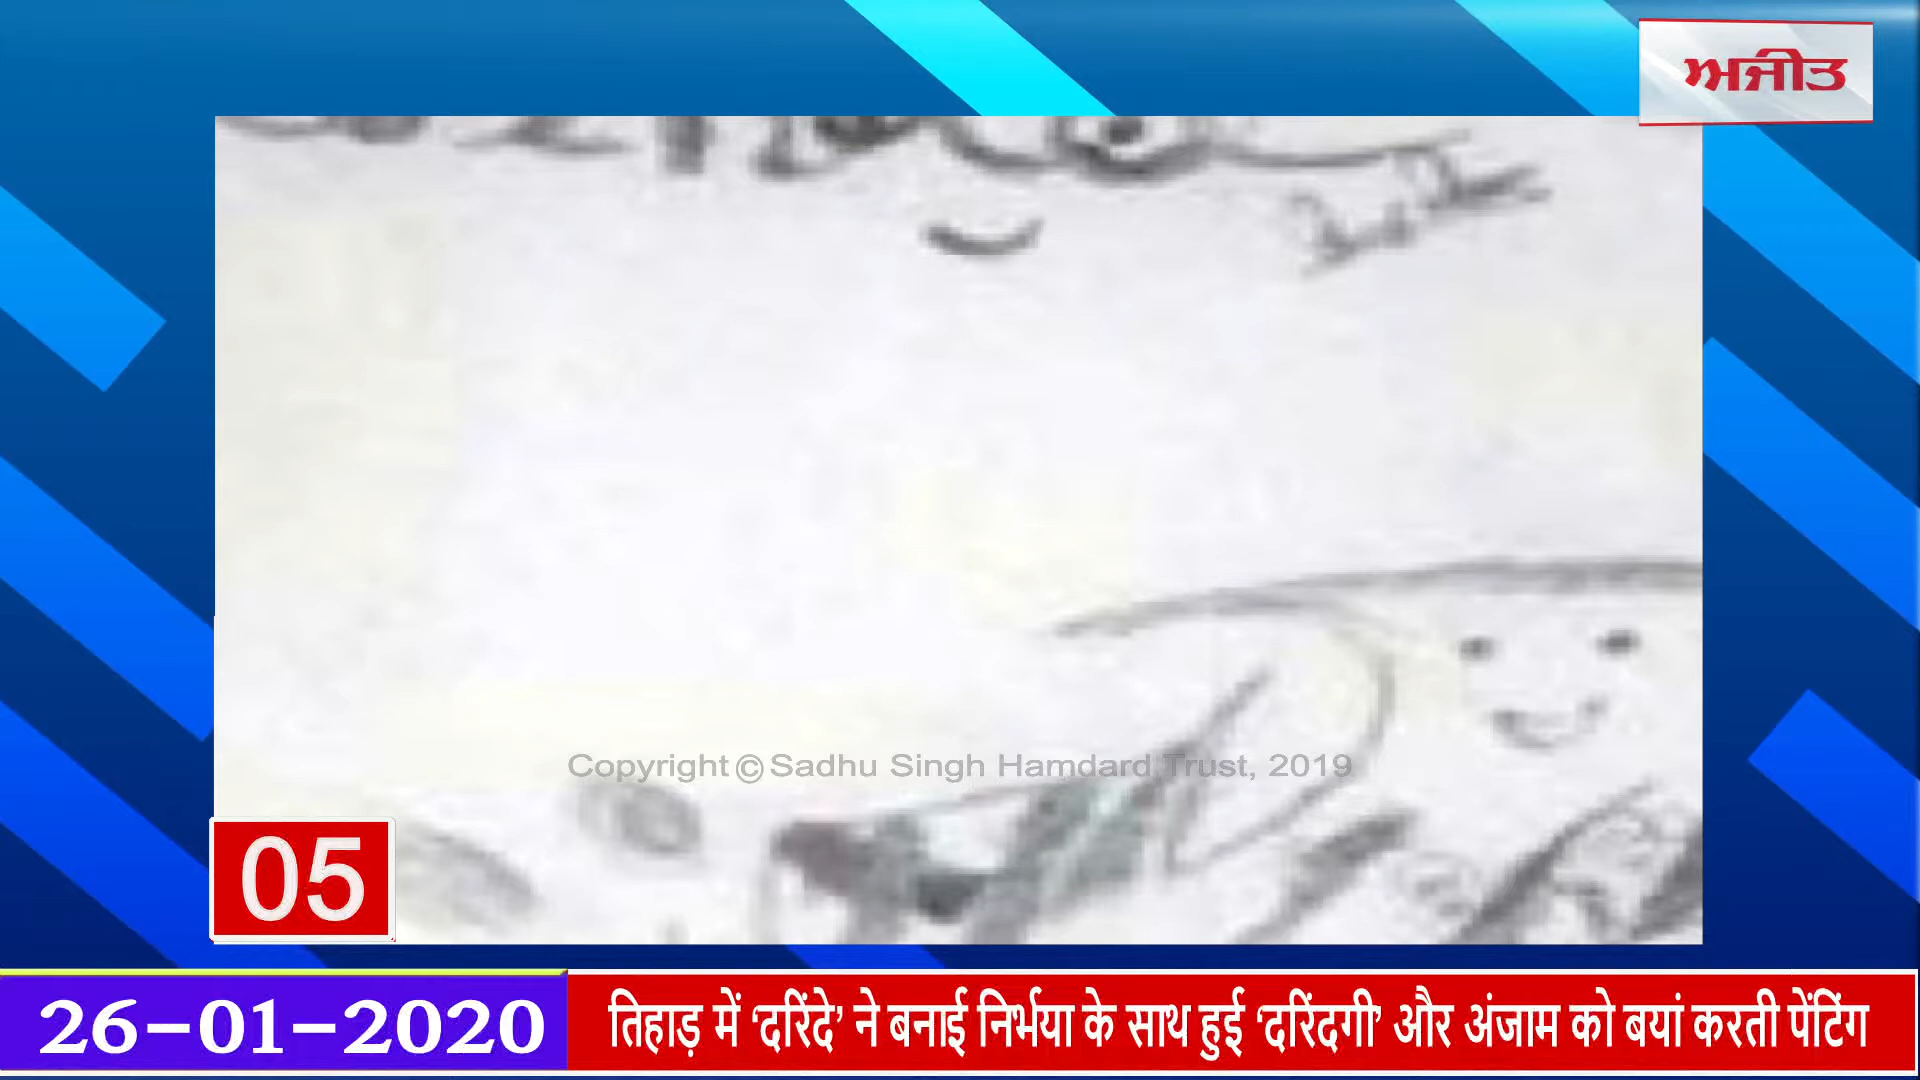 ਅਜੀਤ
Copyright © Sadhu Singh Hamdard Trust, 2019
05
26-01-2020
तिहाड़ में ‘दरिंदे’ ने बनाई निर्भया के साथ हुई ‘दरिंदगी’ और अंजाम को बयां करती पेंटिंग